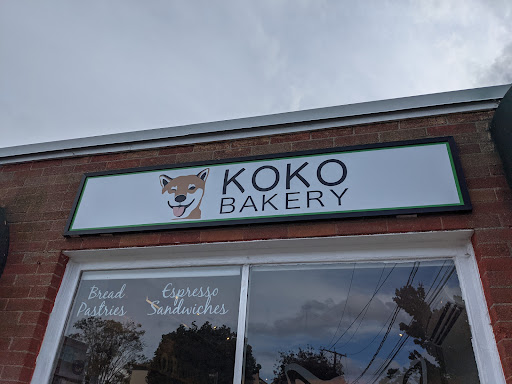 KOKO
BAKERY
Bread
Pastries
Espresso
Sandwiches